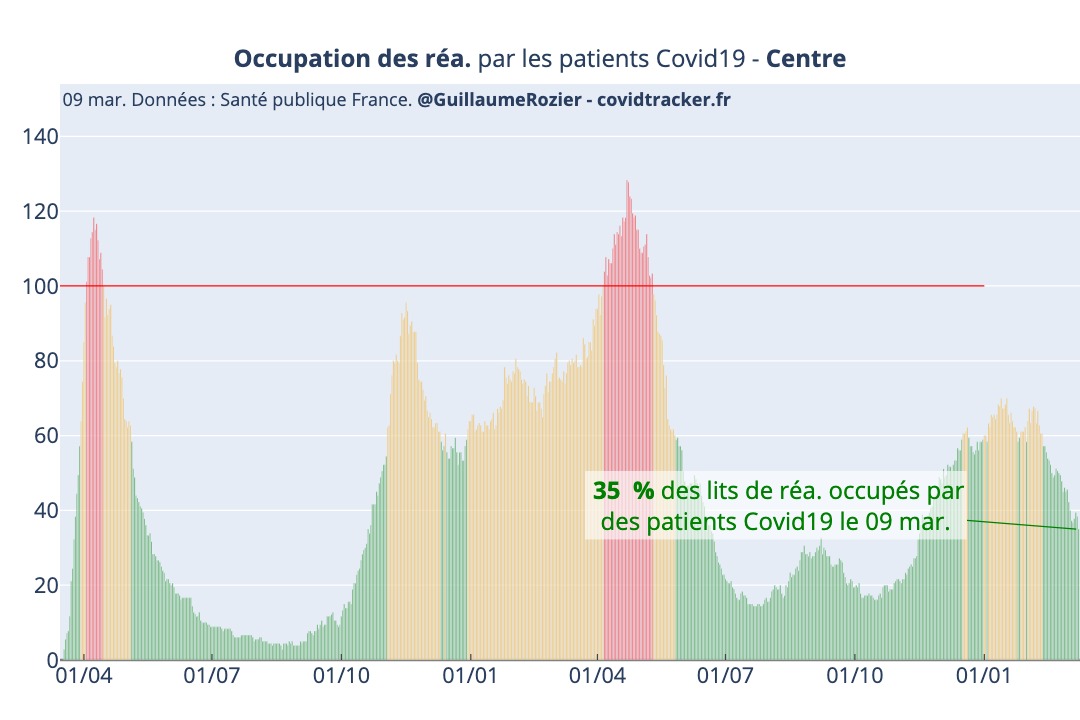 Occupation des réa. par les patients Covid19 - Centre
09 mar. Données : Santé publique France. @GuillaumeRozier - covidtracker.fr
140
120
100
80
60
40
20
0
35 % des lits de réa. occupés par
des patients Covid19 le 09 mar.
01/04 01/07 01/10 01/01 01/04 01/07 01/10 01/01